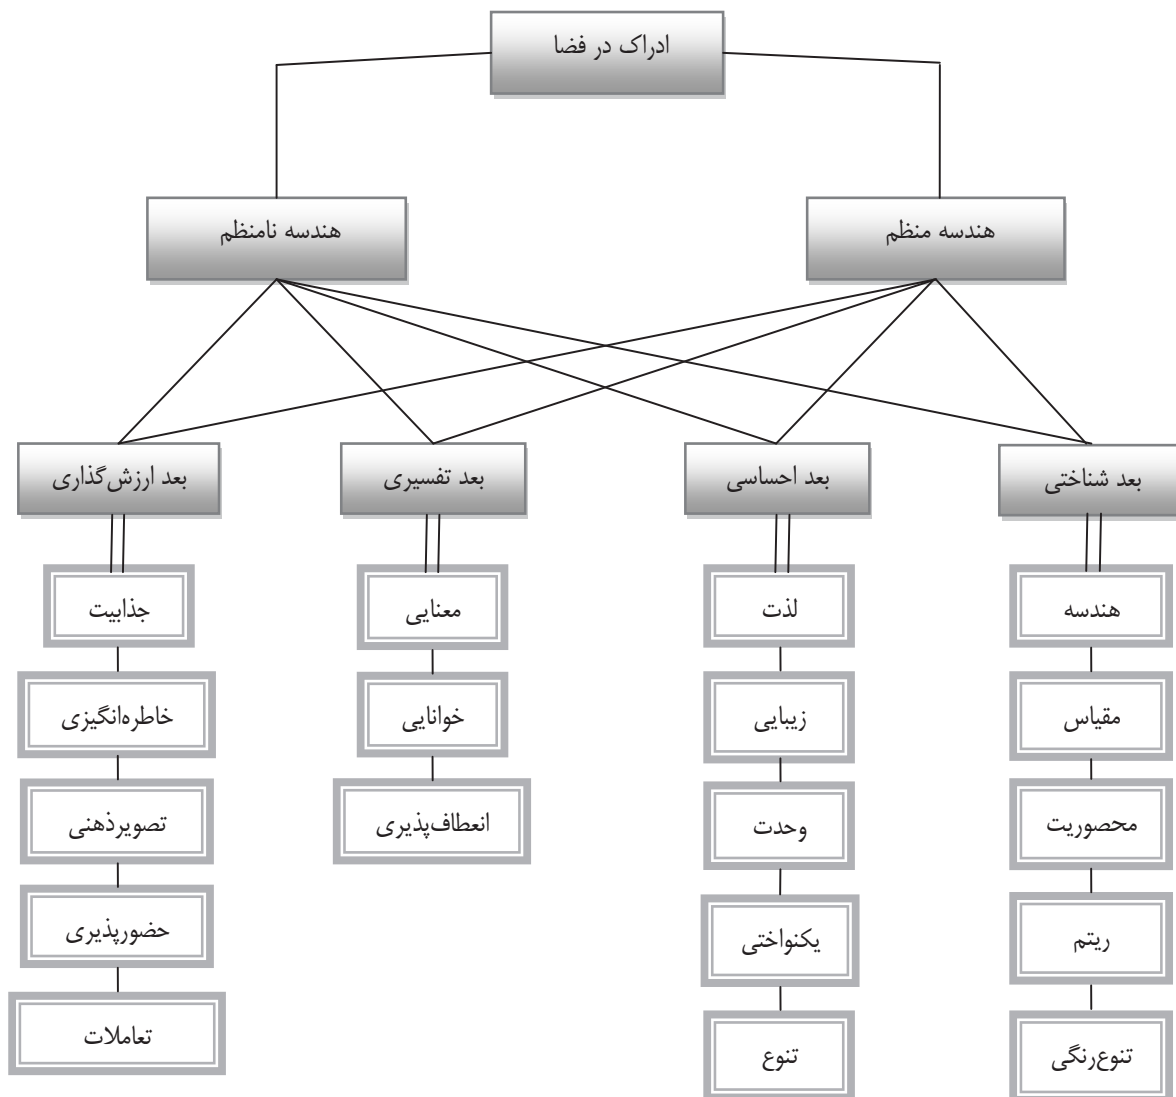 ادراک در فضا
هندسه منظم
هندسه نامنظم
بعد شناختی
بعد احساسی
بعد تفسیری
بعد ارزش‌گذاری
هندسه
مقیاس
محصوریت
ریتم
تنوع‌رنگی
لذت
زیبایی
وحدت
یکنواختی
تنوع
معنایی
خوانایی
انعطاف‌پذیری
جذابیت
خاطره‌انگیزی
تصویرذهنی
حضورپذیری
تعاملات